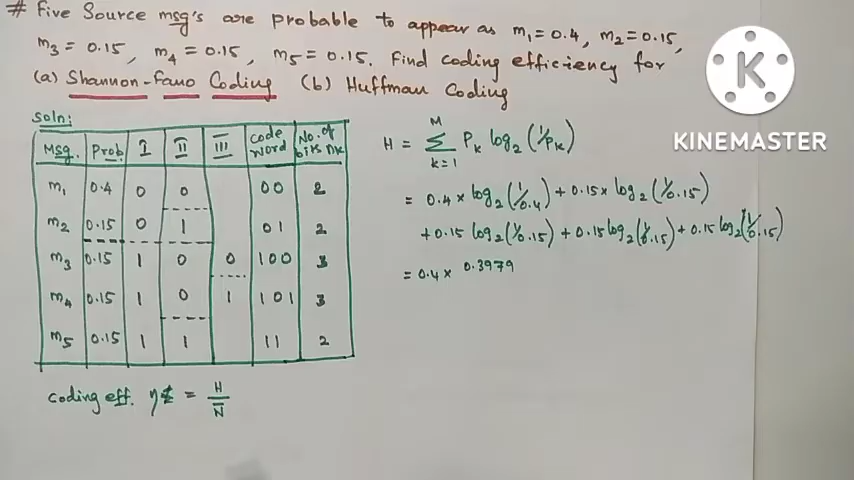 # Five Source msg's are probable to appear as m₁ = 0.4, m₂ = 0.15,
m₃ = 0.15, m₄ = 0.15, m₅ = 0.15. Find coding efficiency for
(a) Shannon-Fano Coding (b) Huffman Coding
KINEMASTER
Soln:
Msg. Prob I II III Code Word No. of bits nₖ
m₁ 0.4 0 0 00 2
m₂ 0.15 0 1 01 2
m₃ 0.15 1 0 0 100 3
m₄ 0.15 1 0 1 101 3
m₅ 0.15 1 1 11 2
coding eff. η = H/N̅
H = M Σ k=1 Pₖ log₂ (1/Pₖ)
= 0.4 × log₂ (1/0.4) + 0.15 × log₂ (1/0.15)
+ 0.15 log₂ (1/0.15) + 0.15 log₂ (1/0.15) + 0.15 log₂ (1/0.15)
= 0.4 × 0.3979